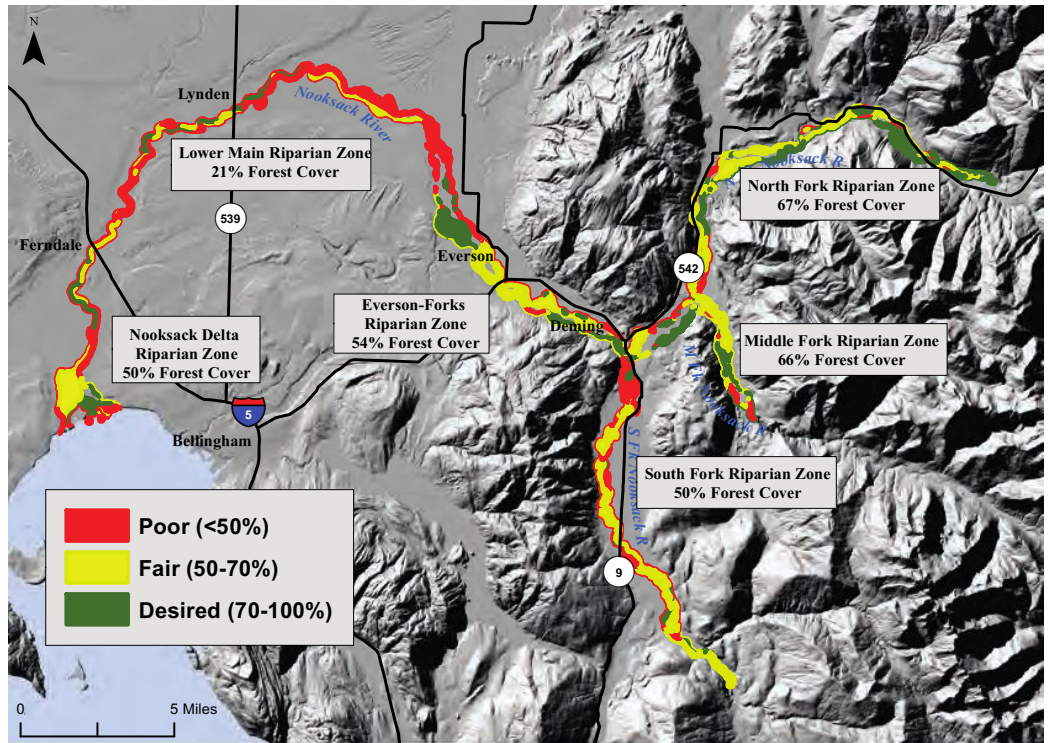 N
Lynden
Nooksack River
Lower Main Riparian Zone
21% Forest Cover
539
Ferndale
Everson
Nooksack Delta
Riparian Zone
50% Forest Cover
Everson-Forks
Riparian Zone
54% Forest Cover
Deming
5
Bellingham
Nooksack R
North Fork Riparian Zone
67% Forest Cover
542
Middle Fork Riparian Zone
66% Forest Cover
M Fk Nooksack R
S Fk Nooksack R
South Fork Riparian Zone
50% Forest Cover
9
Poor (<50%)
Fair (50-70%)
Desired (70-100%)
0
5 Miles